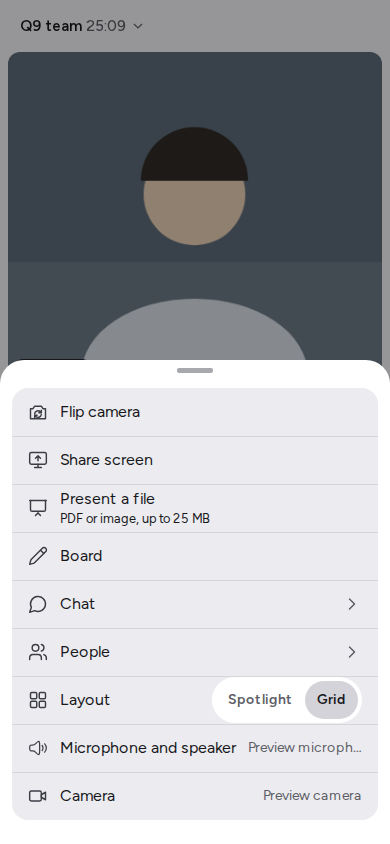 Q9 team 25:09
Flip camera
Share screen
Present a file
PDF or image, up to 25 MB
Board
Chat
People
Layout
Spotlight Grid
Microphone and speaker Preview microph...
Camera Preview camera